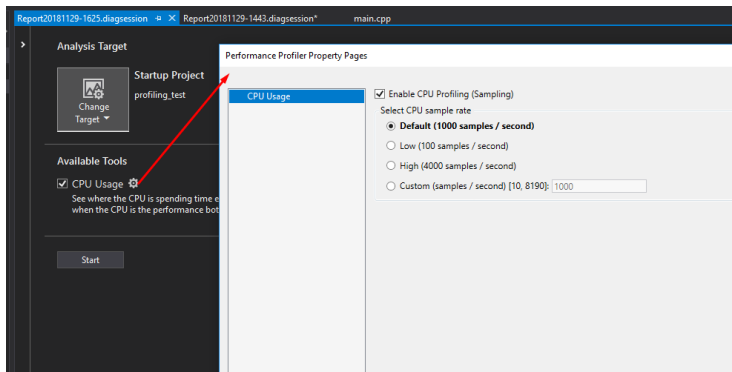 Report20181129-1625.diagsession
Report20181129-1443.diagsession*
main.cpp
Analysis Target
Change
Target
Startup Project
profiling_test
Available Tools
CPU Usage
See where the CPU is spending time e
when the CPU is the performance bot
Start
Performance Profiler Property Pages
CPU Usage
Enable CPU Profiling (Sampling)
Select CPU sample rate
Default (1000 samples / second)
Low (100 samples / second)
High (4000 samples / second)
Custom (samples / second) [10, 8190]: 1000